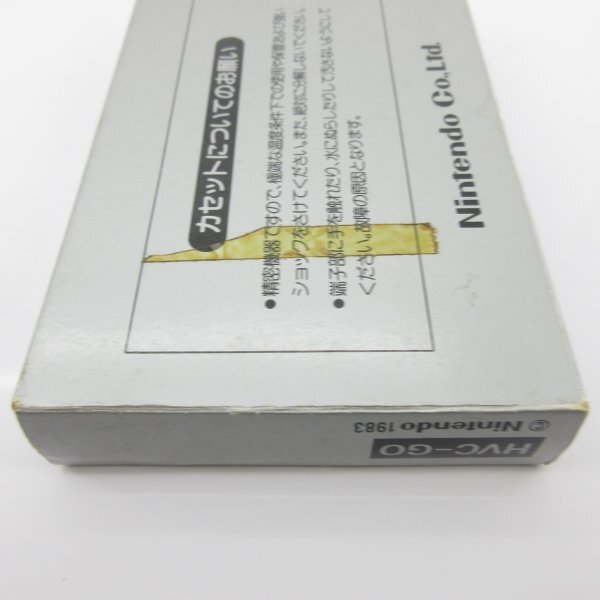 カセットについてのお願い
●精密機器ですので、極端な温度条件下での使用や保管および強い
ショックをさけてください。また、絶対に分解しないでください。
●端子部に手を触れたり、水にぬらしたりして汚さないようにして
ください。故障の原因となります。
Nintendo Co.,Ltd.
© Nintendo 1983
HVC-GO